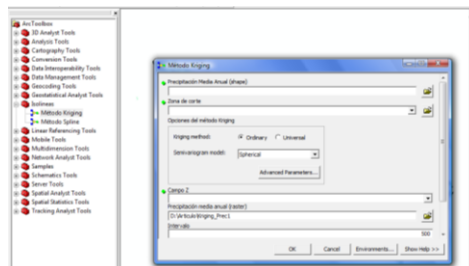 ArcToolbox
3D Analyst Tools
Analysis Tools
Cartography Tools
Conversion Tools
Data Interoperability Tools
Data Management Tools
Geocoding Tools
Geostatistical Analyst Tools
Isolíneas
Método Kriging
Método Spline
Linear Referencing Tools
Mobile Tools
Multidimension Tools
Network Analyst Tools
Samples
Schematics Tools
Server Tools
Spatial Analyst Tools
Spatial Statistics Tools
Tracking Analyst Tools
Método Kriging
Precipitación Media Anual (shape)
Zona de corte
Opciones del método Kriging
Kriging method: Ordinary Universal
Semivariogram model: Spherical
Advanced Parameters...
Campo Z
Precipitación media anual (raster)
D:\Articulo\Kriging_Prec1
Intervalo
500
OK Cancel Environments... Show Help >>